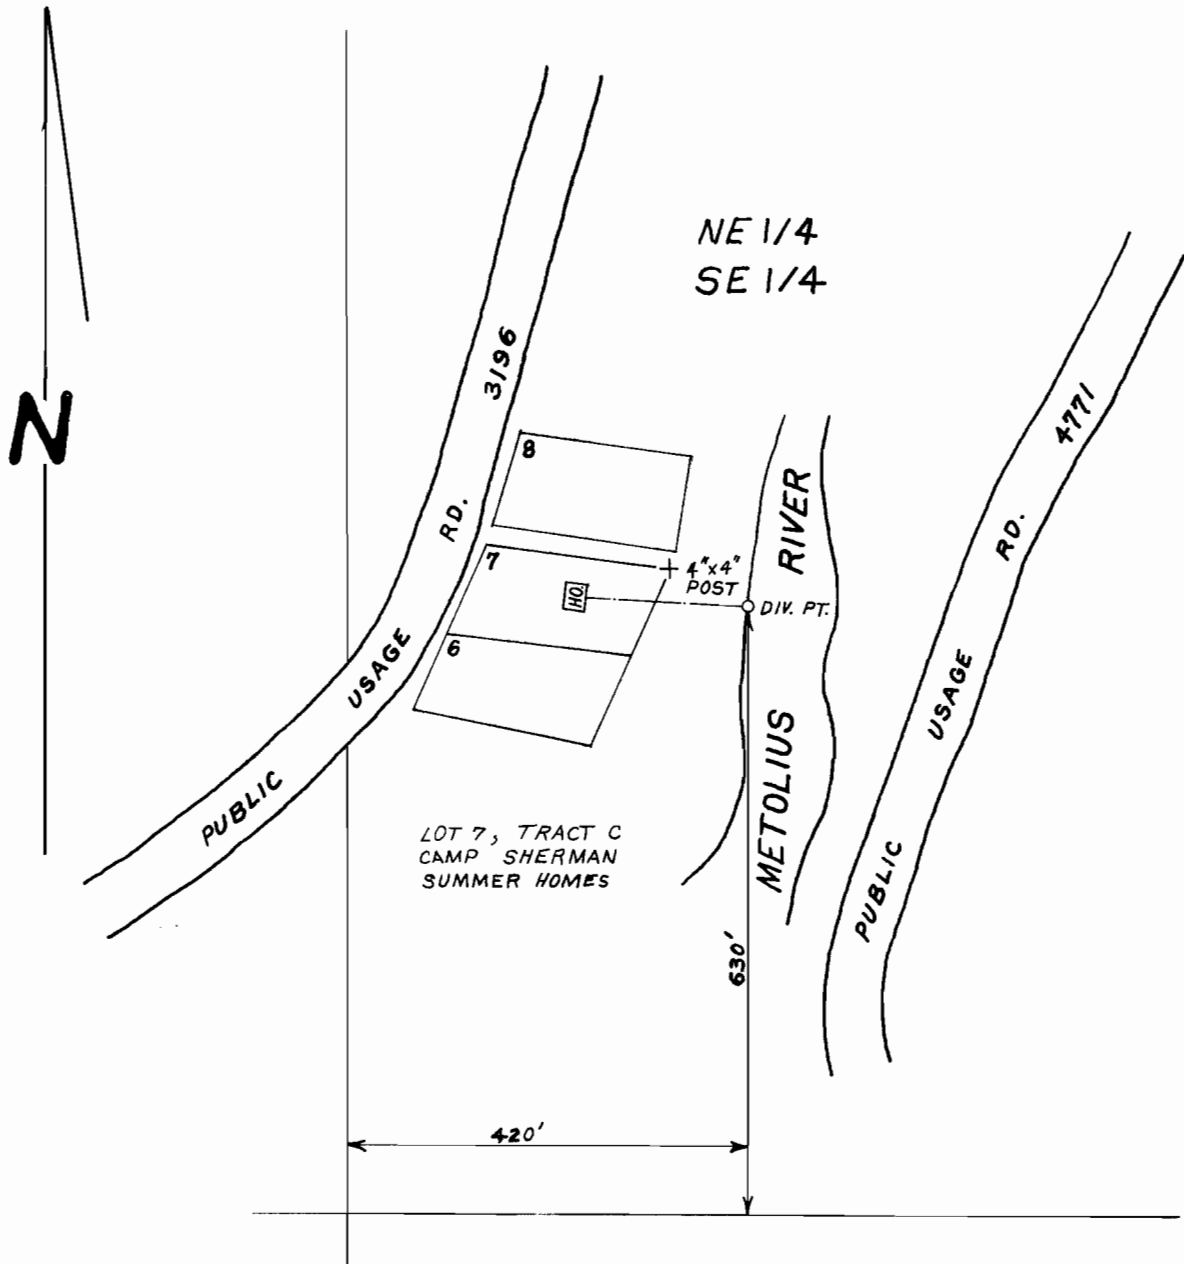 N
NE 1/4
SE 1/4
PUBLIC USAGE RD. 3196
8
7
4"x4"
POST
HO.
DIV. PT.
6
METOLIUS RIVER
PUBLIC USAGE RD. 4771
LOT 7, TRACT C
CAMP SHERMAN
SUMMER HOMES
630'
420'